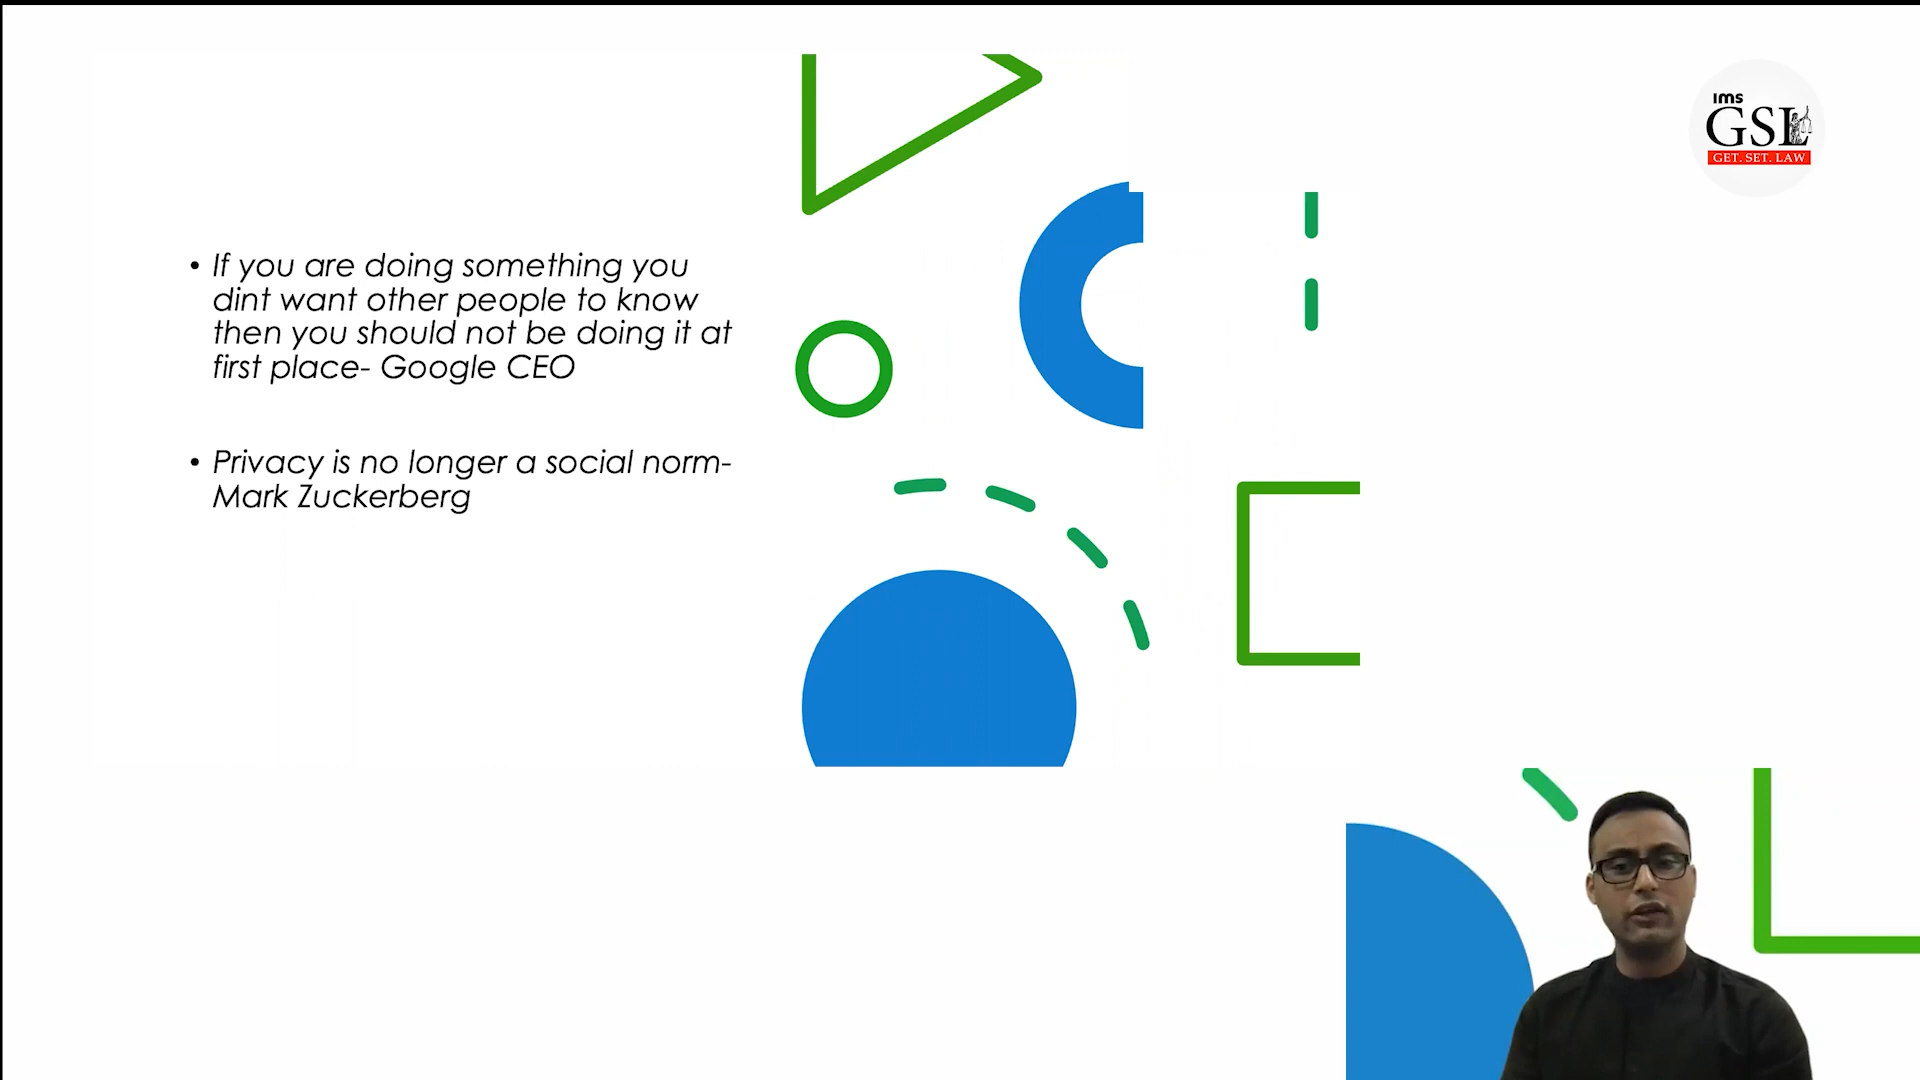 ims
GSL
GET. SET. LAW
• If you are doing something you
dint want other people to know
then you should not be doing it at
first place- Google CEO
• Privacy is no longer a social norm-
Mark Zuckerberg